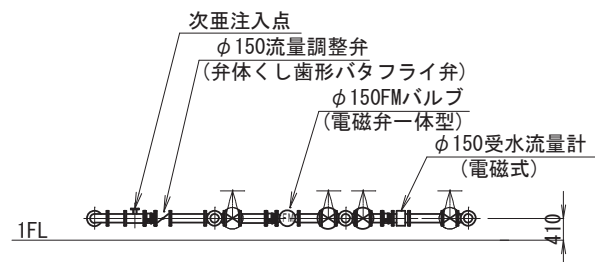 次亜注入点
φ150流量調整弁
(弁体くし歯形バタフライ弁)
φ150FMバルブ
(電磁弁一体型)
φ150受水流量計
(電磁式)
FM
1FL
410